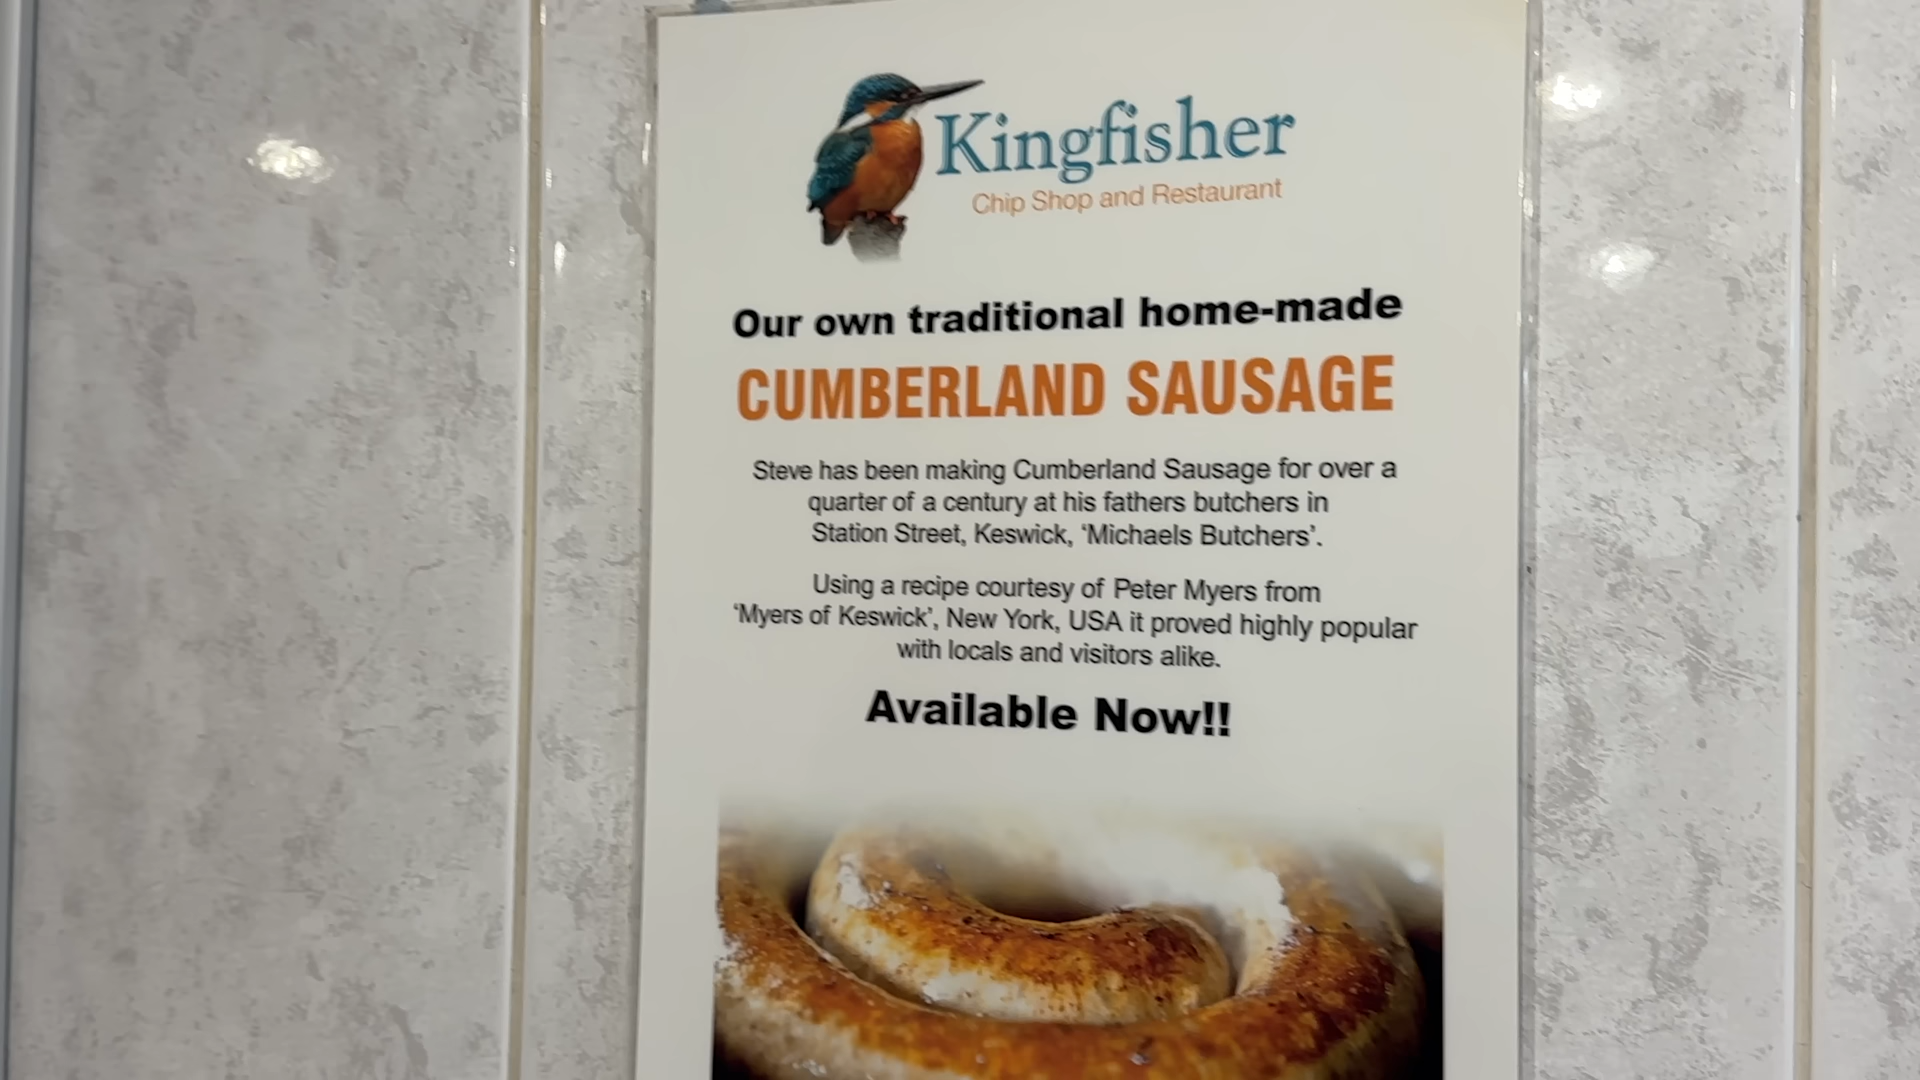 Kingfisher
Chip Shop and Restaurant
Our own traditional home-made
CUMBERLAND SAUSAGE
Steve has been making Cumberland Sausage for over a
quarter of a century at his fathers butchers in
Station Street, Keswick, ‘Michaels Butchers’.
Using a recipe courtesy of Peter Myers from
‘Myers of Keswick’, New York, USA it proved highly popular
with locals and visitors alike.
Available Now!!